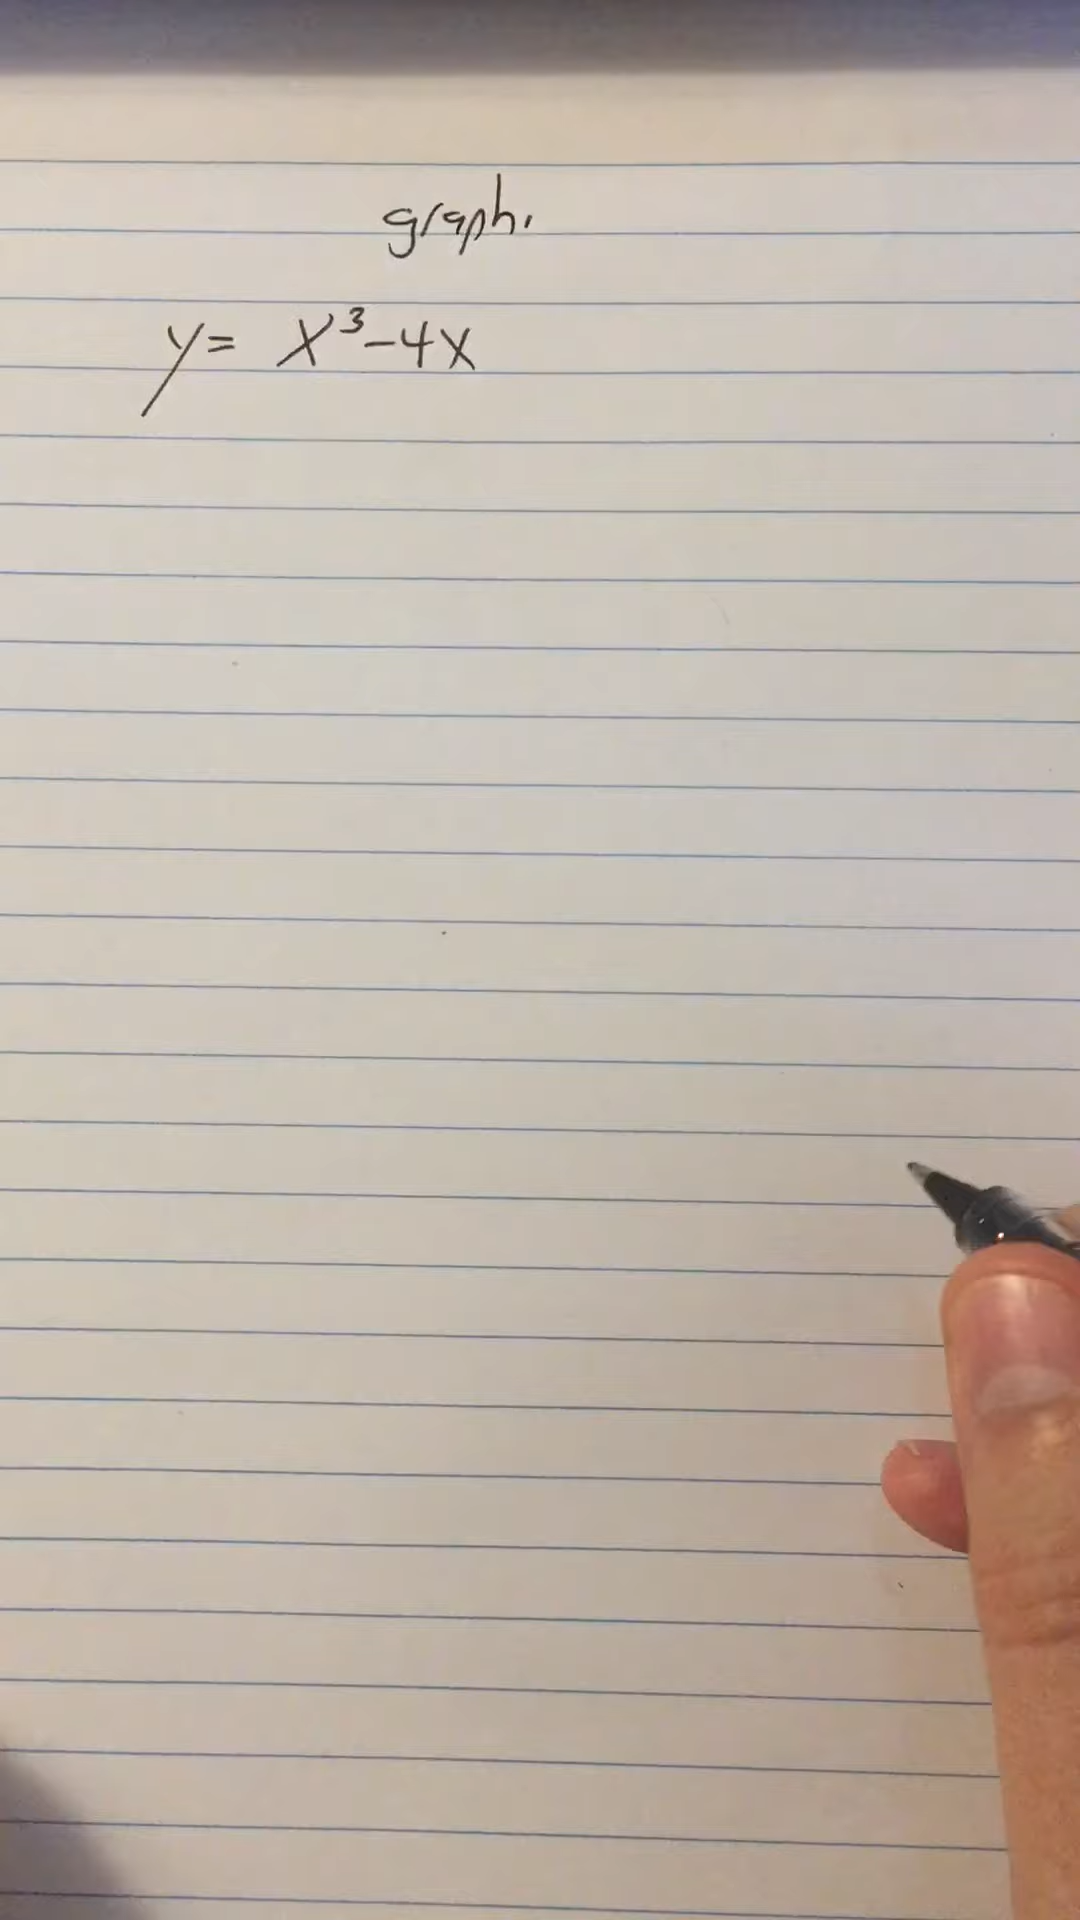 graph.
y = x³-4x